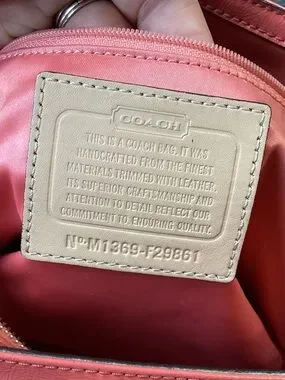 COACH
THIS IS A COACH BAG. IT WAS
HANDCRAFTED FROM THE FINEST
MATERIALS TRIMMED WITH LEATHER.
ITS SUPERIOR CRAFTSMANSHIP AND
ATTENTION TO DETAIL REFLECT OUR
COMMITMENT TO ENDURING QUALITY.
Nº M1369-F29861